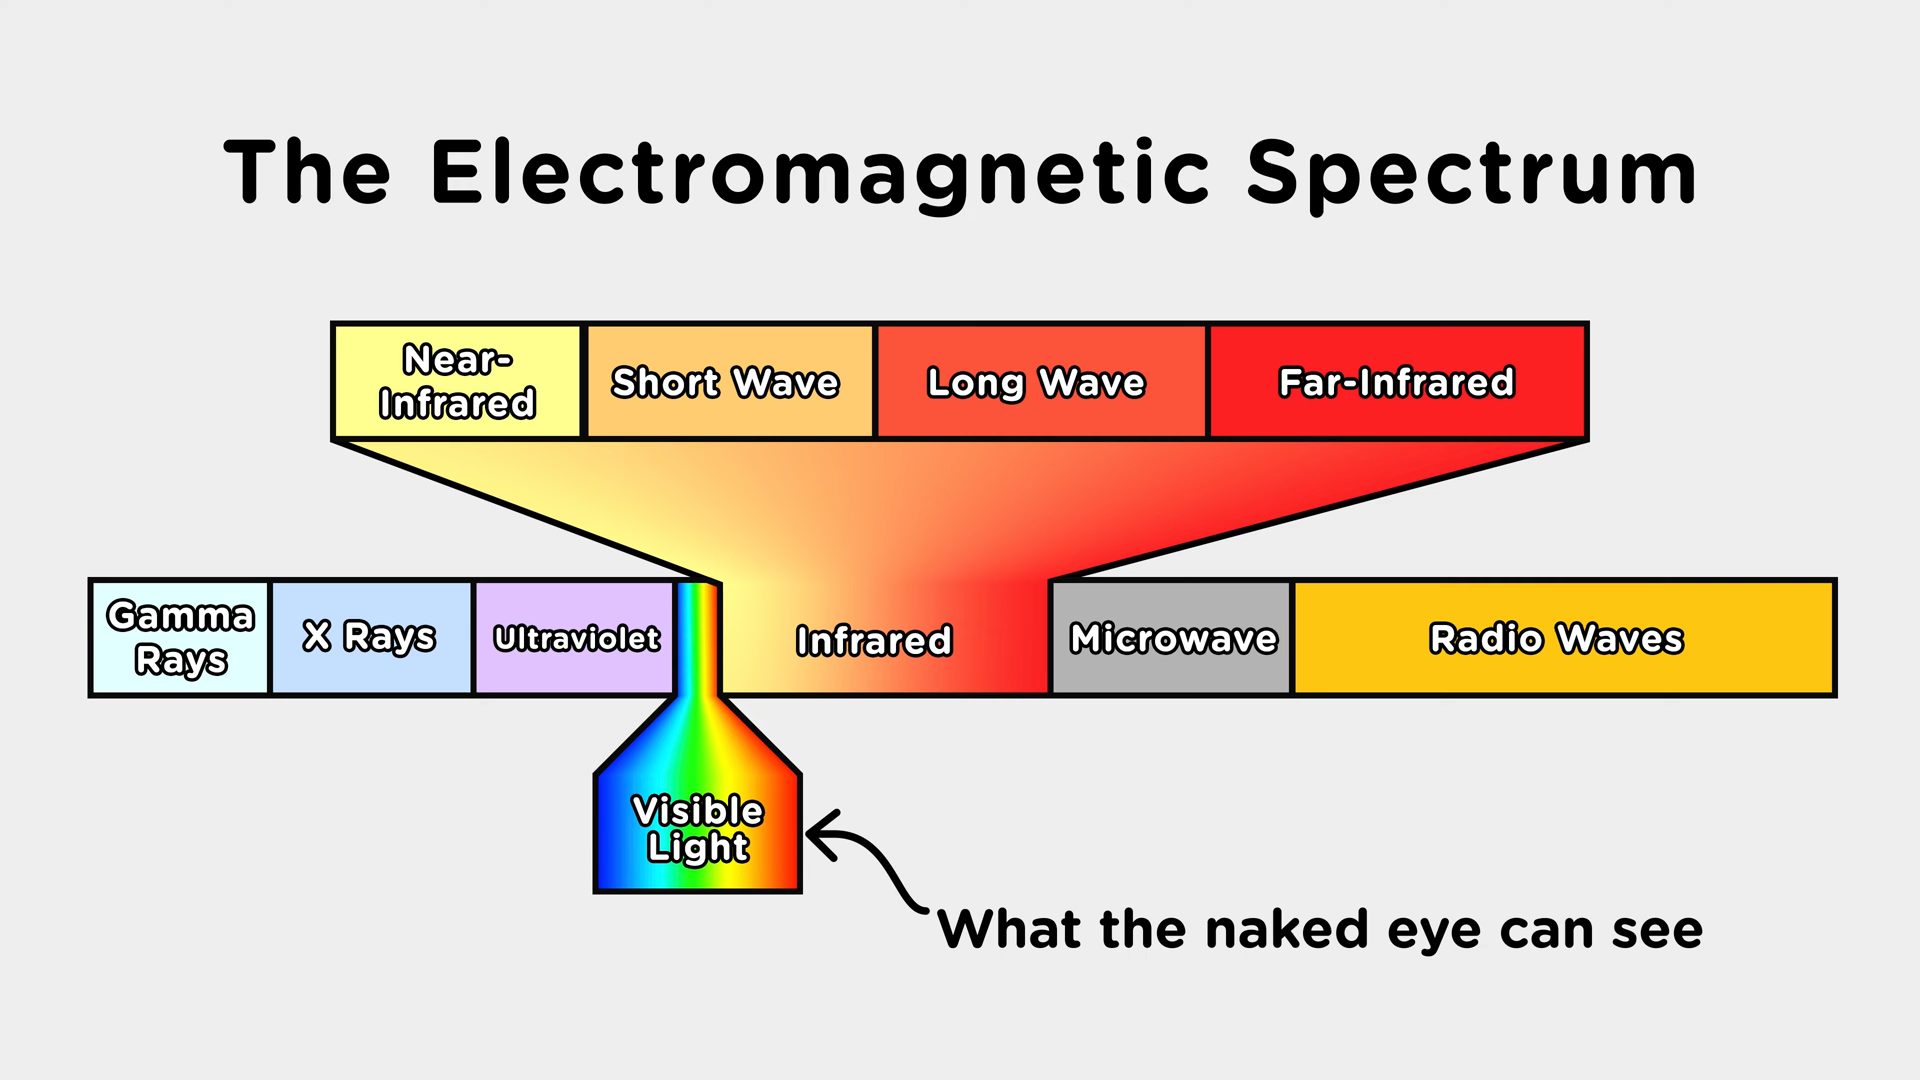 The Electromagnetic Spectrum
Near-
Infrared
Short Wave
Long Wave
Far-Infrared
Gamma
Rays
X Rays
Ultraviolet
Infrared
Microwave
Radio Waves
Visible
Light
What the naked eye can see